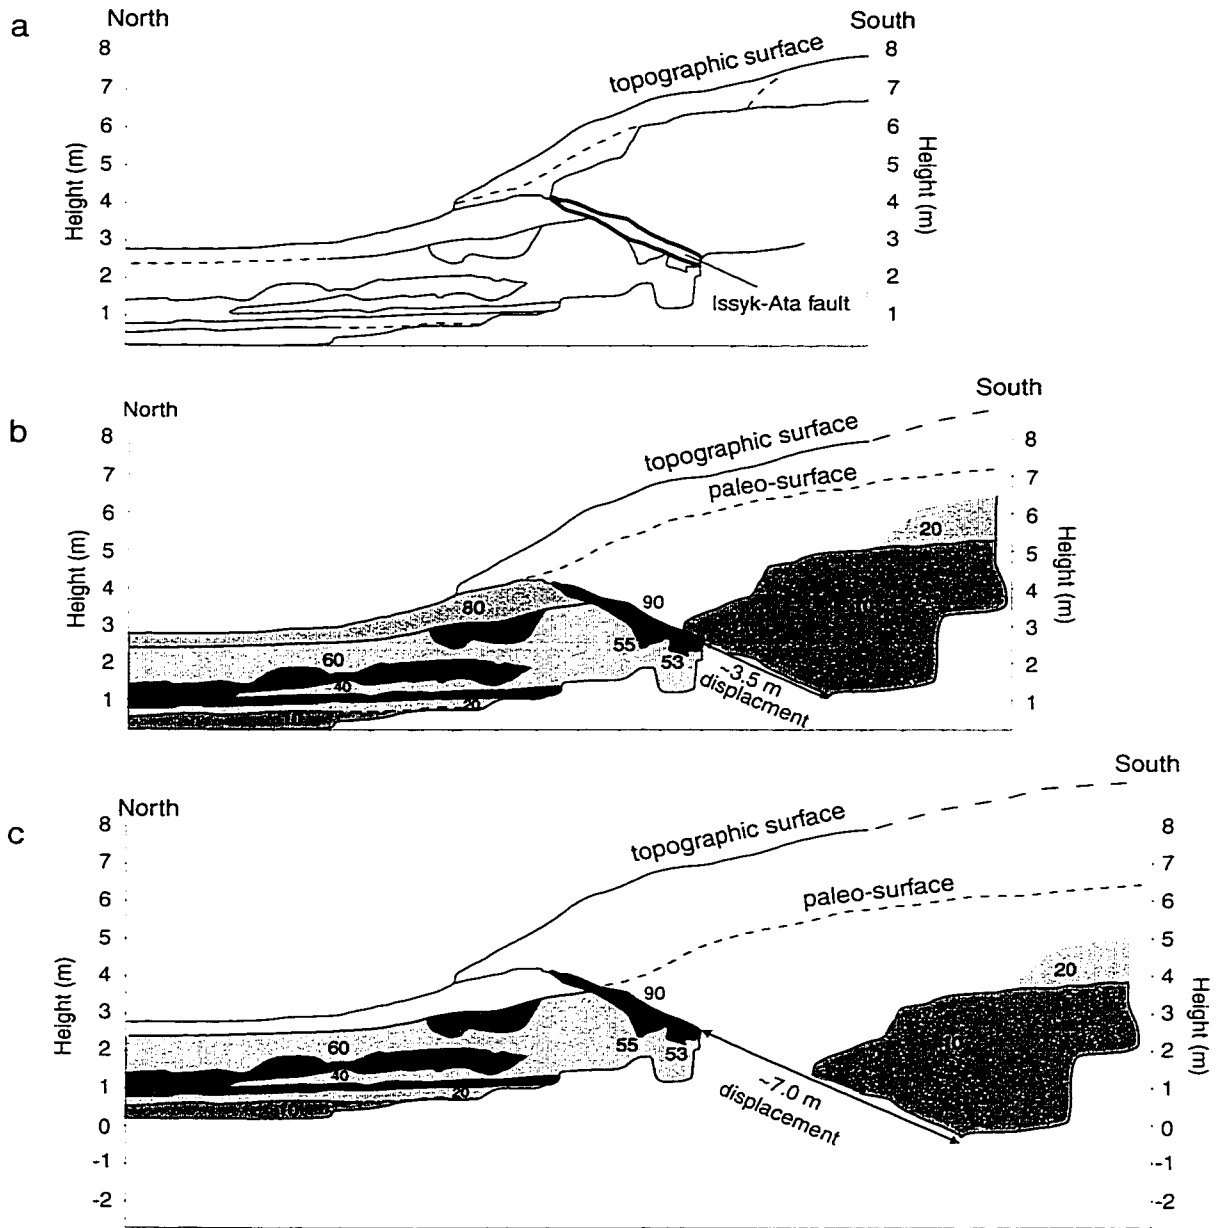 a
North
South
8
8
topographic surface
7
7
6
6
5
5
Height (m)
Height (m)
4
4
3
3
2
2
Issyk-Ata fault
1
1
b
North
South
8
8
topographic surface
7
7
paleo-surface
6
6
20
5
5
Height (m)
Height (m)
4
4
10
80
90
3
3
55
60
53
2
2
40
~3.5 m
displacment
1
1
20
10
c
North
South
8
8
topographic surface
7
7
paleo-surface
6
6
5
5
20
4
4
Height (m)
Height (m)
90
3
3
60
55
53
2
2
10
40
~7.0 m
displacement
1
1
20
10
0
0
-1
-1
-2
-2